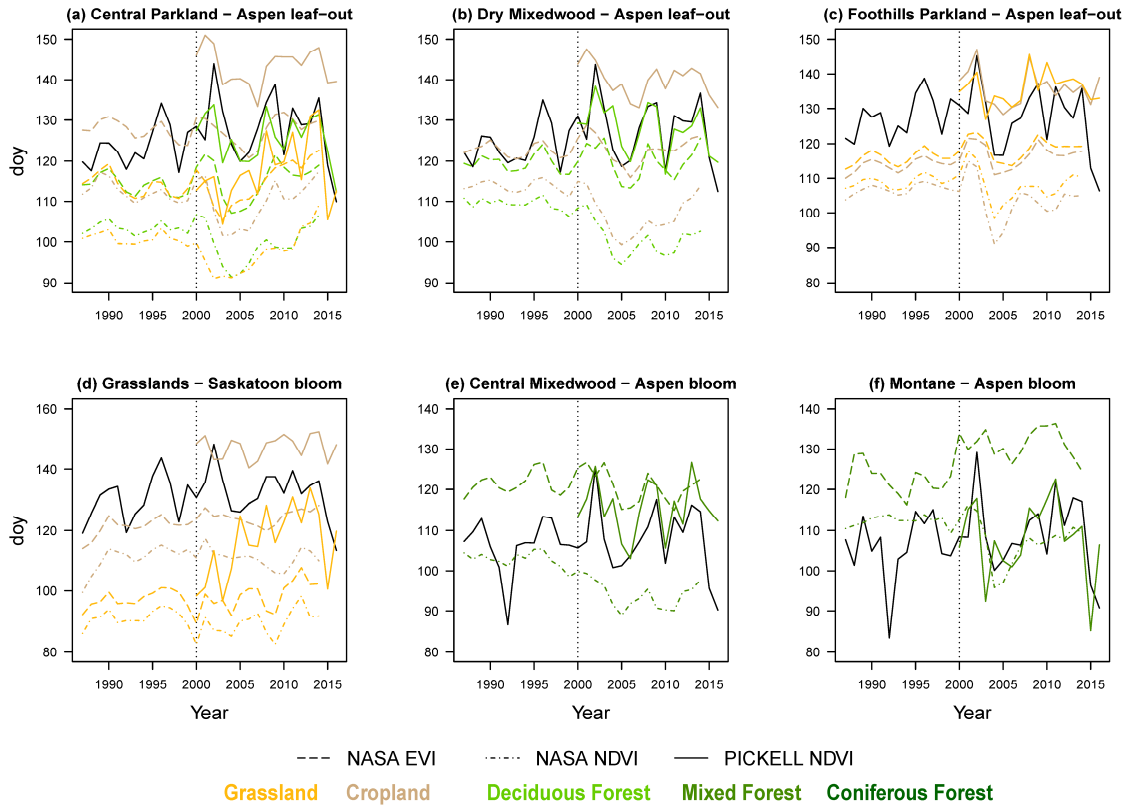 (a) Central Parkland – Aspen leaf–out
(b) Dry Mixedwood – Aspen leaf–out
(c) Foothills Parkland – Aspen leaf–out
doy
150
140
130
120
110
100
90
1990 1995 2000 2005 2010 2015
150
140
130
120
110
100
90
1990 1995 2000 2005 2010 2015
150
140
130
120
110
100
90
80
1990 1995 2000 2005 2010 2015
(d) Grasslands – Saskatoon bloom
(e) Central Mixedwood – Aspen bloom
(f) Montane – Aspen bloom
doy
160
140
120
100
80
1990 1995 2000 2005 2010 2015
Year
140
130
120
110
100
90
80
1990 1995 2000 2005 2010 2015
Year
140
130
120
110
100
90
80
1990 1995 2000 2005 2010 2015
Year
NASA EVI NASA NDVI PICKELL NDVI
Grassland Cropland Deciduous Forest Mixed Forest Coniferous Forest